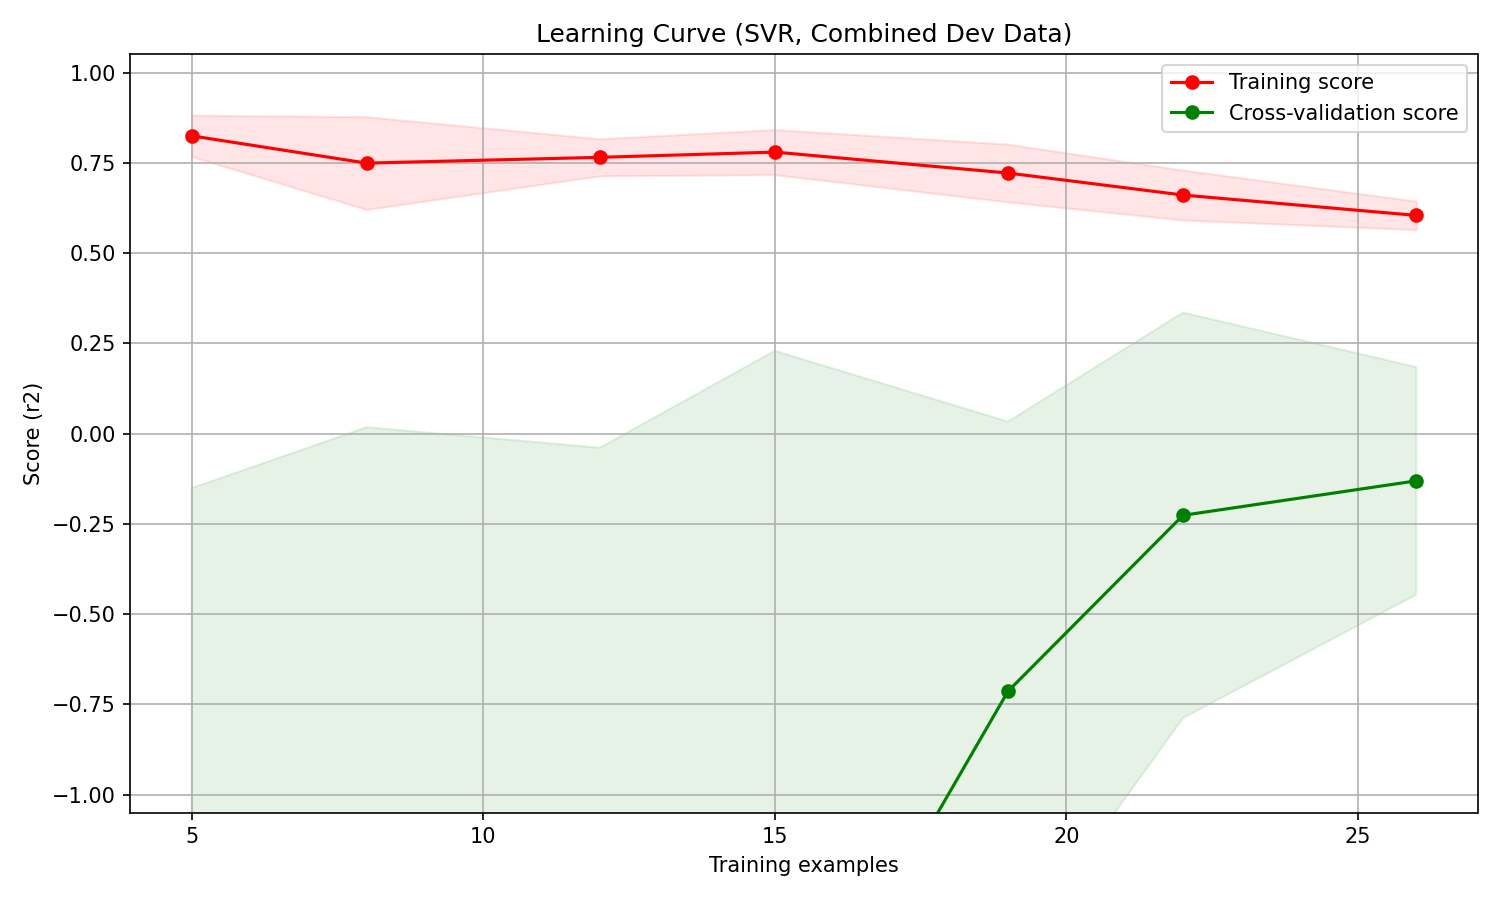 Learning Curve (SVR, Combined Dev Data)
Training score
Cross-validation score
1.00
0.75
0.50
0.25
0.00
−0.25
−0.50
−0.75
−1.00
Score (r2)
5 10 15 20 25
Training examples